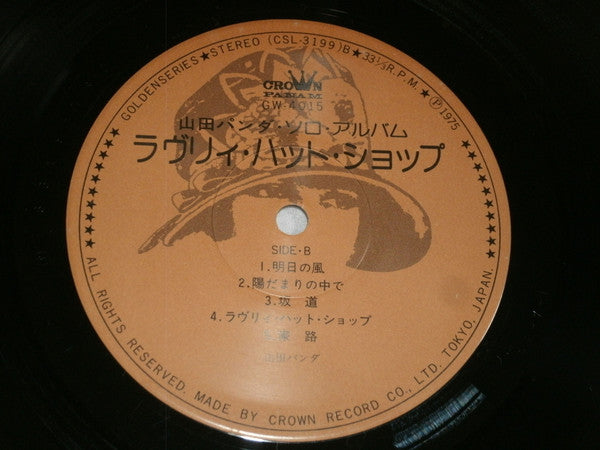 GOLDENSERIES★STEREO (CSL-3199)B★33⅓R.P.M.★Ⓟ1975
CROWN
PANAM
GW-4015
山田パンダ・ソロ・アルバム
ラヴリィ・ハット・ショップ
SIDE・B
1.明日の風
2.陽だまりの中で
3.坂 道
4.ラヴリィ・ハット・ショップ
路
山田パンダ
★ALL RIGHTS RESERVED. MADE BY CROWN RECORD CO., LTD. TOKYO, JAPAN.★